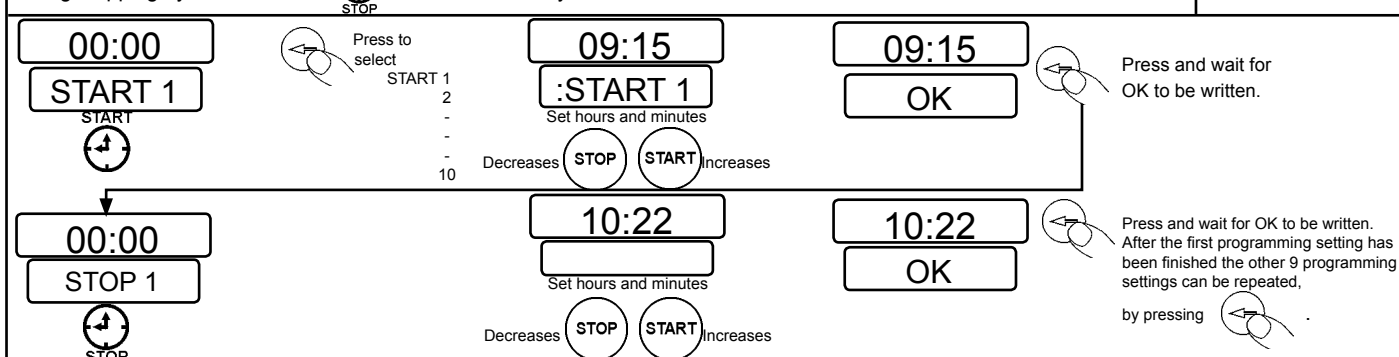 STOP
00:00
START 1
START
Press to
select
START 1
2
-
-
-
10
09:15
:START 1
Set hours and minutes
Decreases STOP START Increases
09:15
OK
Press and wait for
OK to be written.
00:00
STOP 1
STOP
10:22
Set hours and minutes
Decreases STOP START Increases
10:22
OK
Press and wait for OK to be written.
After the first programming setting has
been finished the other 9 programming
settings can be repeated,
by pressing .